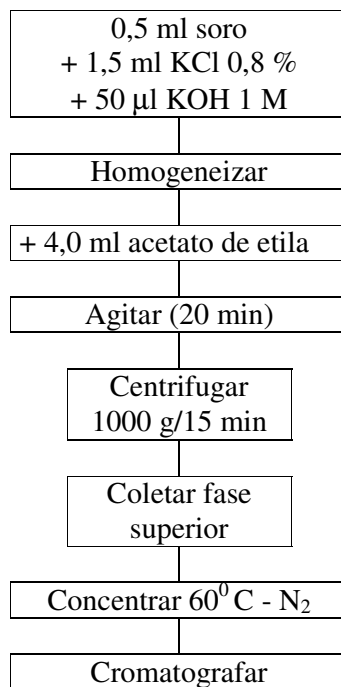 0,5 ml soro
+ 1,5 ml KCl 0,8 %
+ 50 µl KOH 1 M
Homogeneizar
+ 4,0 ml acetato de etila
Agitar (20 min)
Centrifugar
1000 g/15 min
Coletar fase
superior
Concentrar 60⁰ C - N₂
Cromatografar